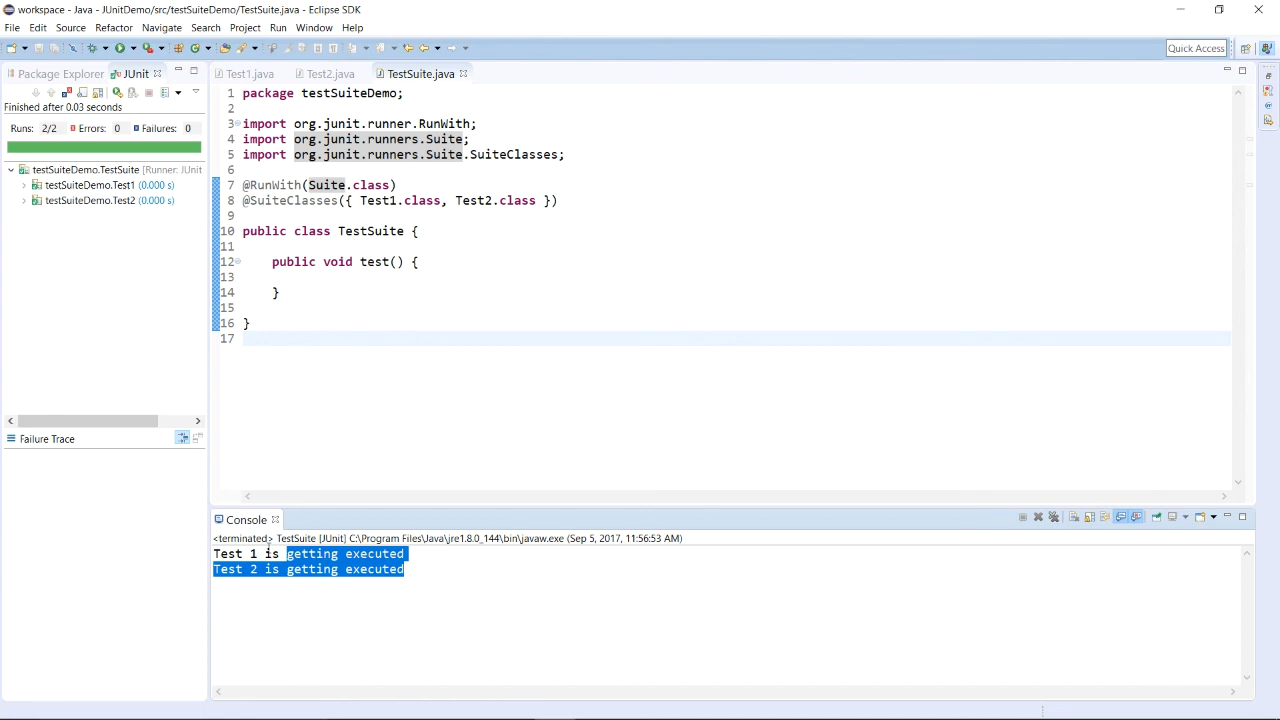 workspace - Java - JUnitDemo/src/testSuiteDemo/TestSuite.java - Eclipse SDK
File Edit Source Refactor Navigate Search Project Run Window Help
Quick Access
Package Explorer JUnit
Test1.java Test2.java TestSuite.java
Finished after 0.03 seconds
Runs: 2/2 Errors: 0 Failures: 0
testSuiteDemo.TestSuite [Runner: JUnit
testSuiteDemo.Test1 (0.000 s)
testSuiteDemo.Test2 (0.000 s)
Failure Trace
1 package testSuiteDemo;
2
3 import org.junit.runner.RunWith;
4 import org.junit.runners.Suite;
5 import org.junit.runners.Suite.SuiteClasses;
6
7 @RunWith(Suite.class)
8 @SuiteClasses({ Test1.class, Test2.class })
9
10 public class TestSuite {
11
12 public void test() {
13
14 }
15
16 }
17
Console
<terminated> TestSuite [JUnit] C:\Program Files\Java\jre1.8.0_144\bin\javaw.exe (Sep 5, 2017, 11:56:53 AM)
Test 1 is getting executed
Test 2 is getting executed